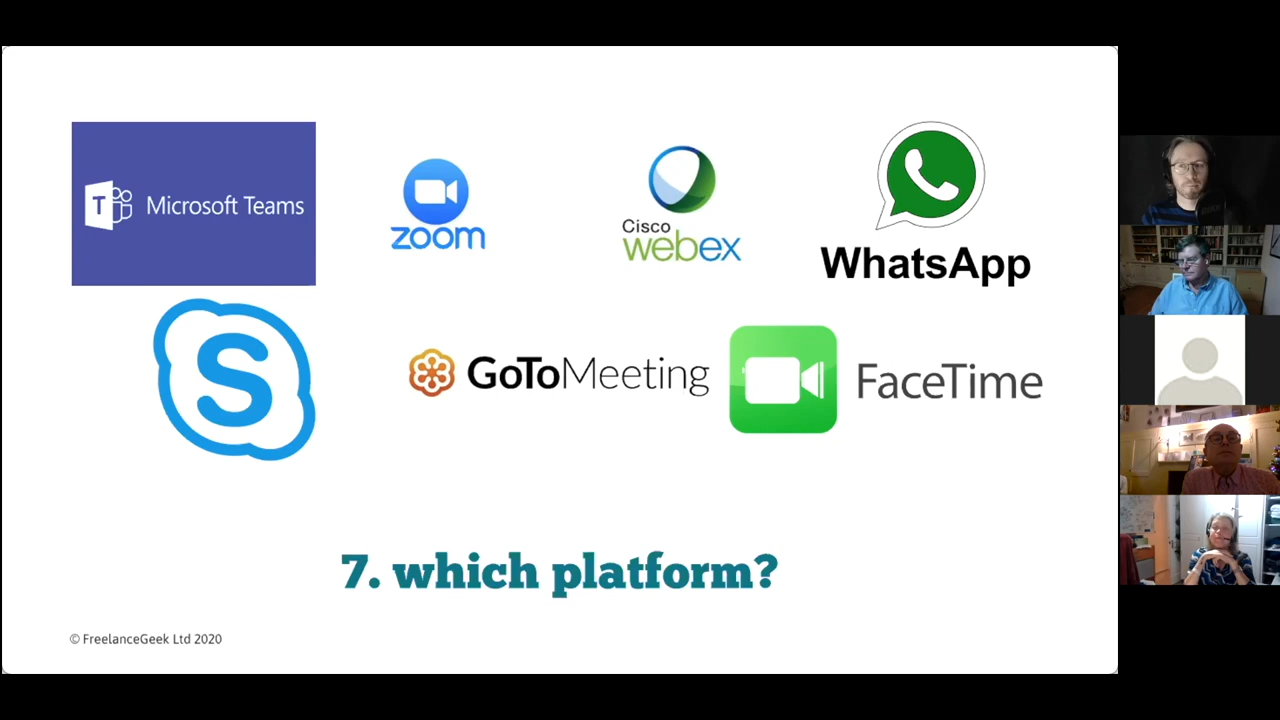 Microsoft Teams
zoom
Cisco
webex
WhatsApp
S
GoToMeeting
FaceTime
7. which platform?
© FreelanceGeek Ltd 2020